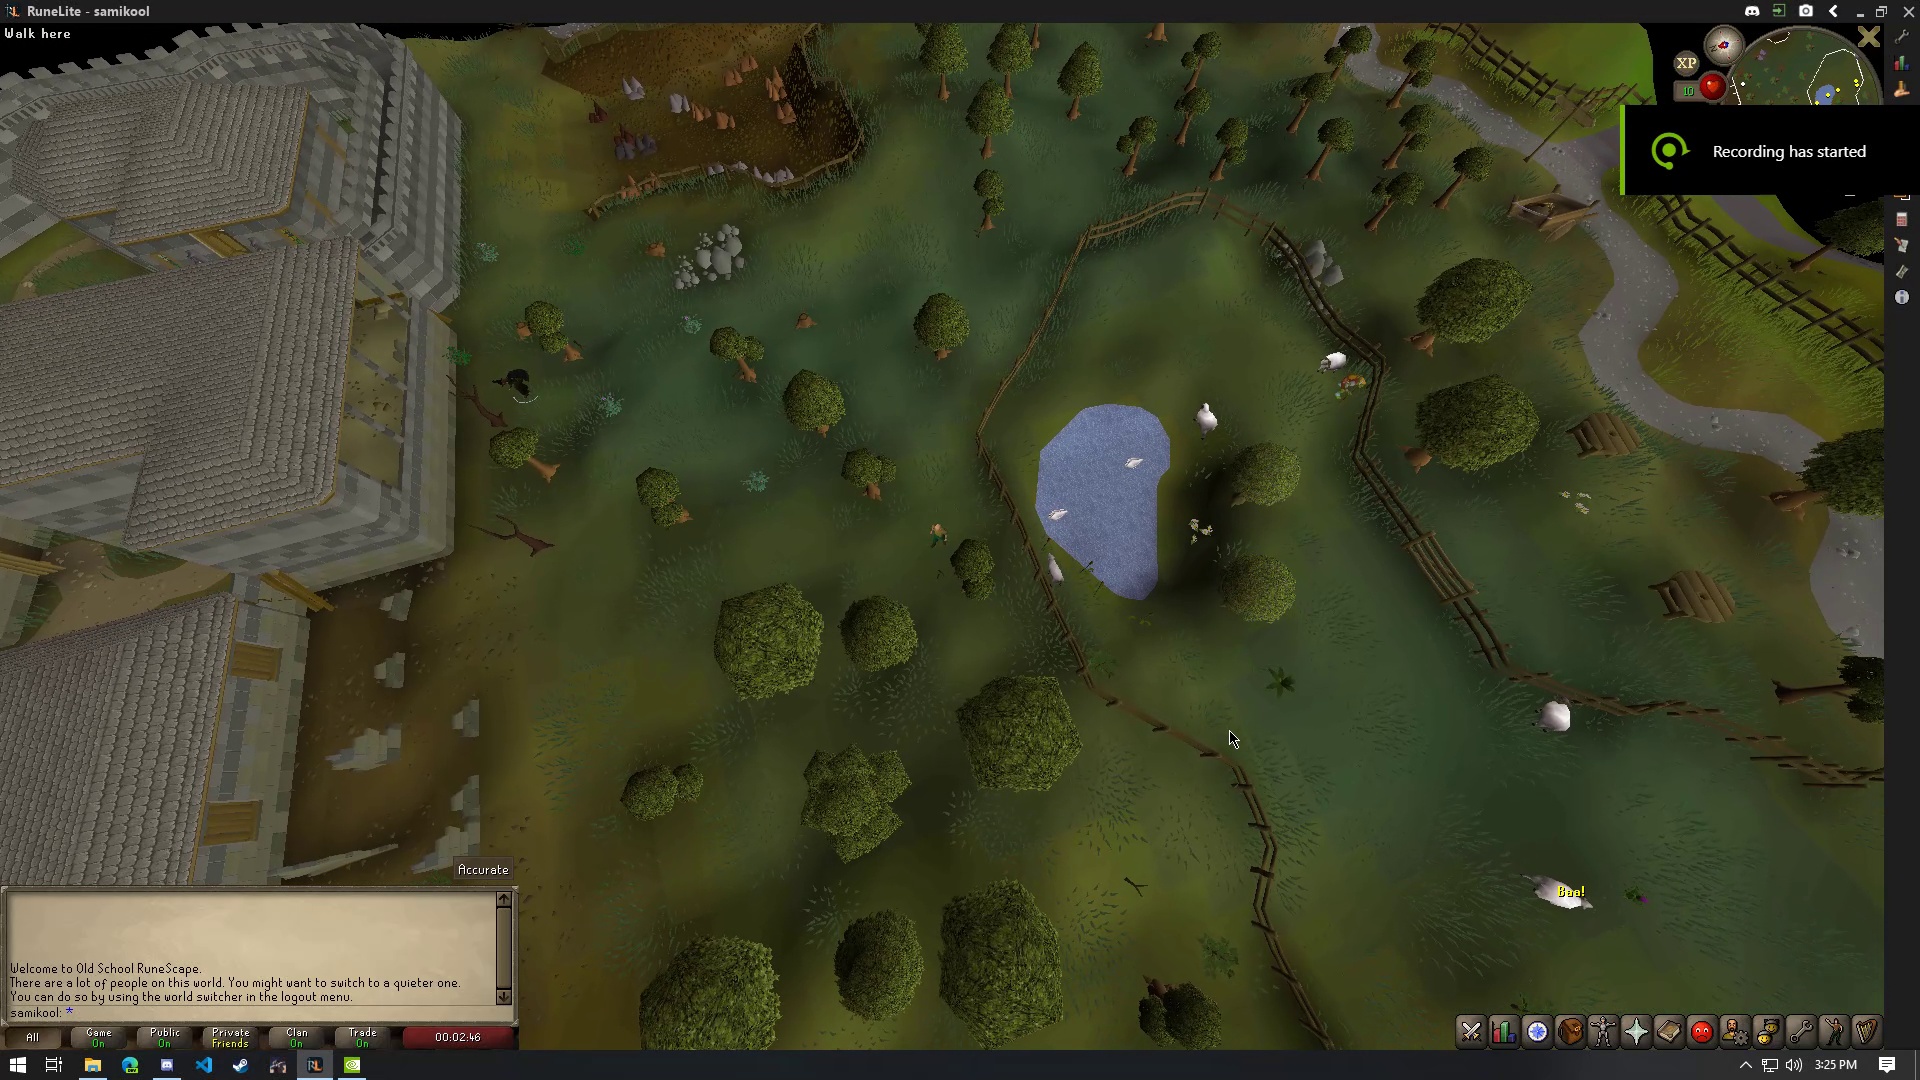 RuneLite - samikool
Walk here
XP
10
Recording has started
Baa!
Accurate
Welcome to Old School RuneScape.
There are a lot of people on this world. You might want to switch to a quieter one.
You can do so by using the world switcher in the logout menu.
samikool: *
All
Game
On
Public
On
Private
Friends
Clan
On
Trade
On
00:02:46
3:25 PM